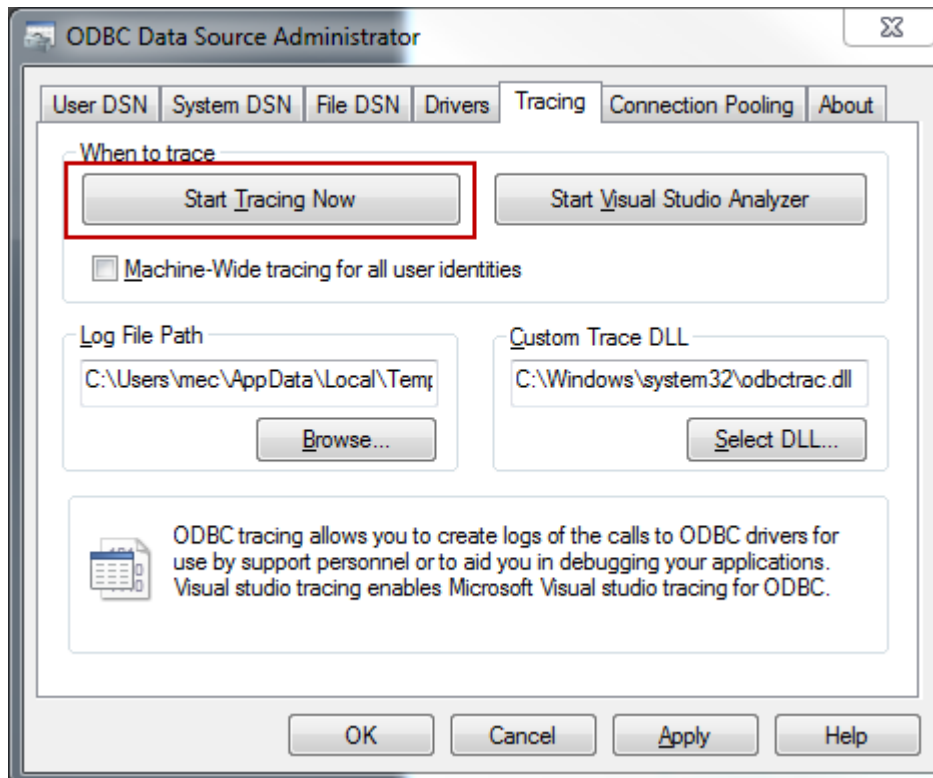 ODBC Data Source Administrator
User DSN System DSN File DSN Drivers Tracing Connection Pooling About
When to trace
Start Tracing Now Start Visual Studio Analyzer
Machine-Wide tracing for all user identities
Log File Path Custom Trace DLL
C:\Users\mec\AppData\Local\Temp C:\Windows\system32\odbctrac.dll
Browse... Select DLL...
ODBC tracing allows you to create logs of the calls to ODBC drivers for
use by support personnel or to aid you in debugging your applications.
Visual studio tracing enables Microsoft Visual studio tracing for ODBC.
OK Cancel Apply Help